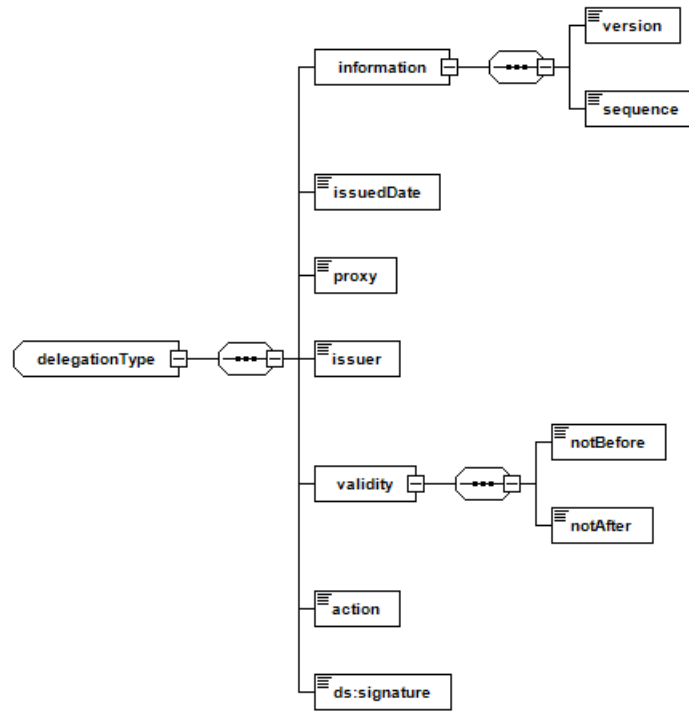 version
information
sequence
issuedDate
proxy
delegationType
issuer
notBefore
validity
notAfter
action
ds:signature